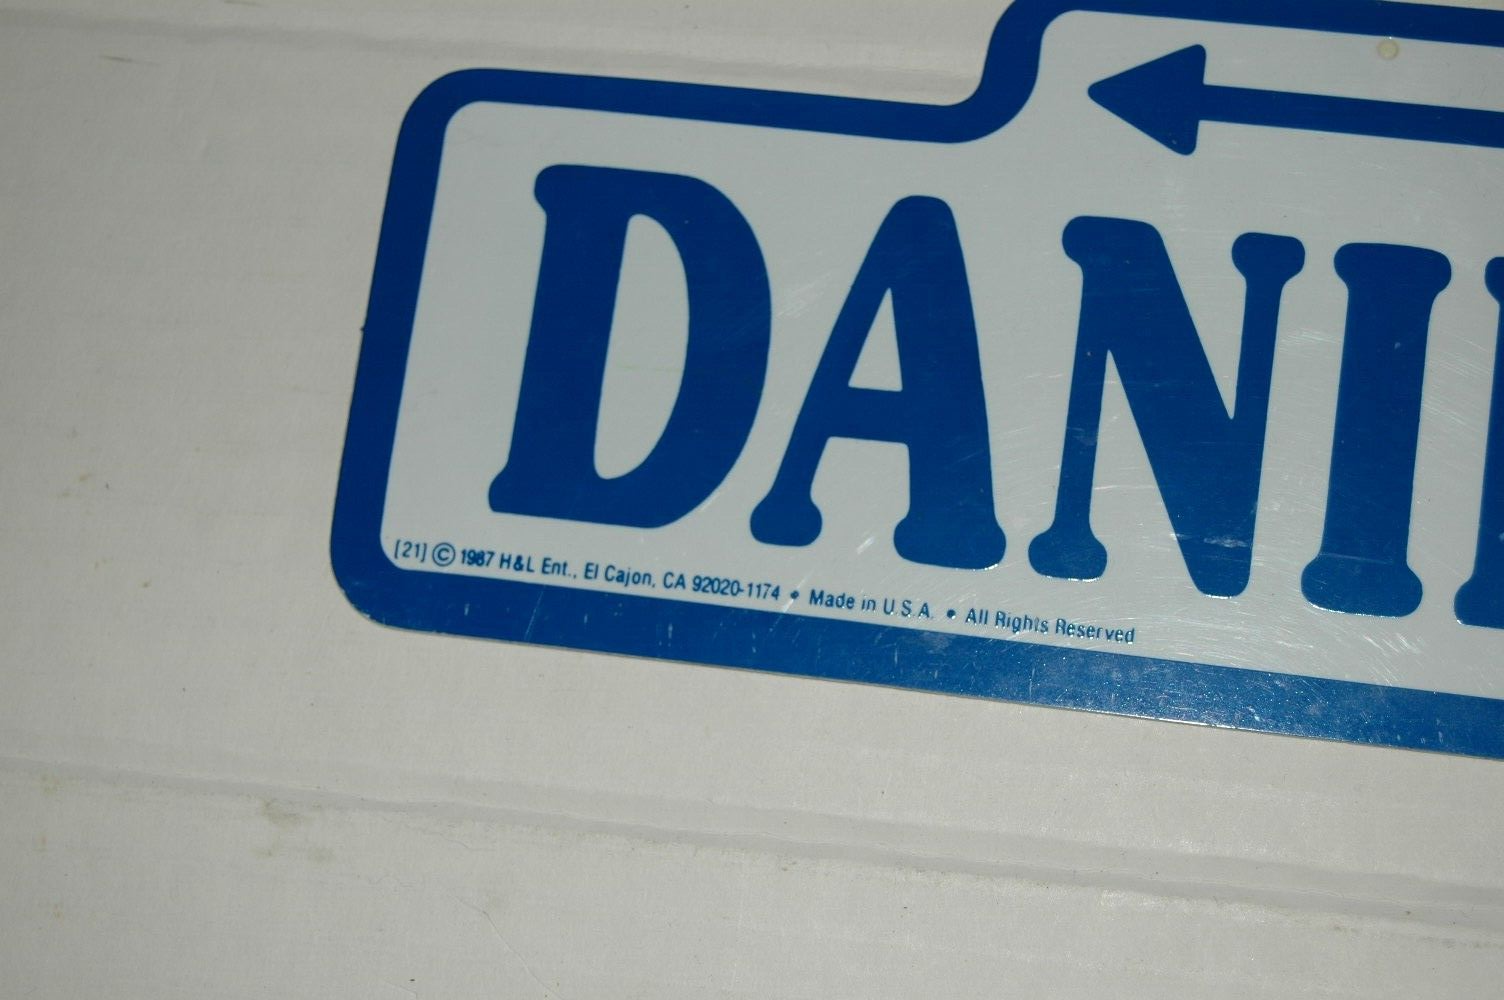 DANI
[21] © 1987 H&L Ent., El Cajon, CA 92020-1174 • Made in U.S.A. • All Rights Reserved